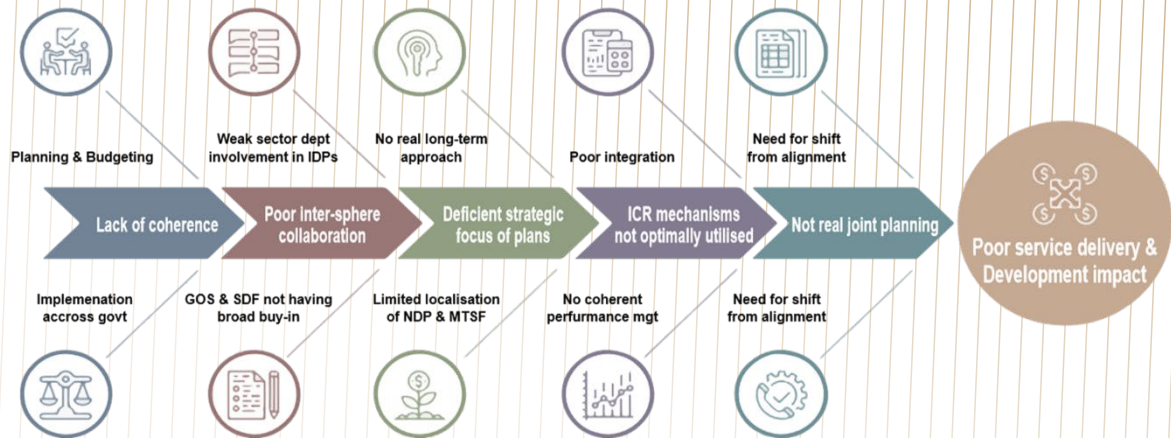 Planning & Budgeting
Weak sector dept
involvement in IDPs
No real long-term
approach
Poor integration
Need for shift
from alignment
Lack of coherence
Poor inter-sphere
collaboration
Deficient strategic
focus of plans
ICR mechanisms
not optimally utilised
Not real joint planning
Poor service delivery &
Development impact
Implemenation
accross govt
GOS & SDF not having
broad buy-in
Limited localisation
of NDP & MTSF
No coherent
perfurmance mgt
Need for shift
from alignment